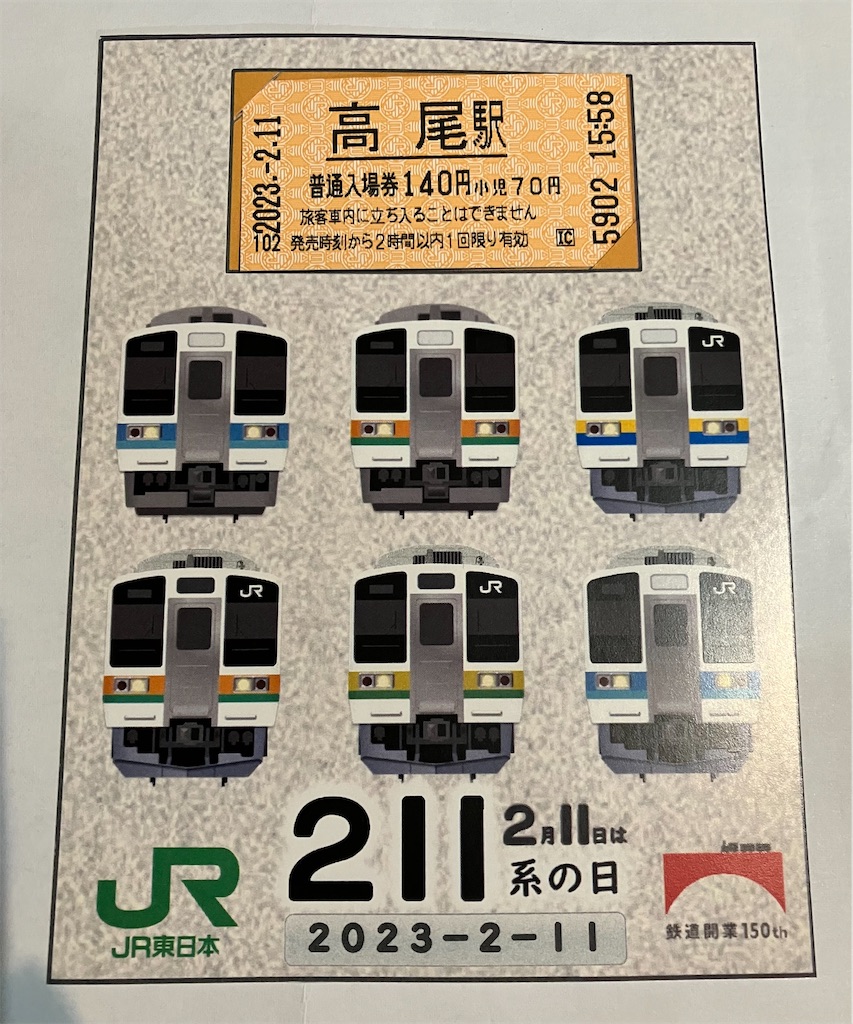 高尾駅
普通入場券140円小児70円
旅客車内に立ち入ることはできません
発売時刻から2時間以内1回限り有効 IC
2023.-2.11
102
5902 15:58
JR
JR
JR
JR
211
2月11日は
系の日
2023-2-11
JR
JR東日本
鉄道開業150th